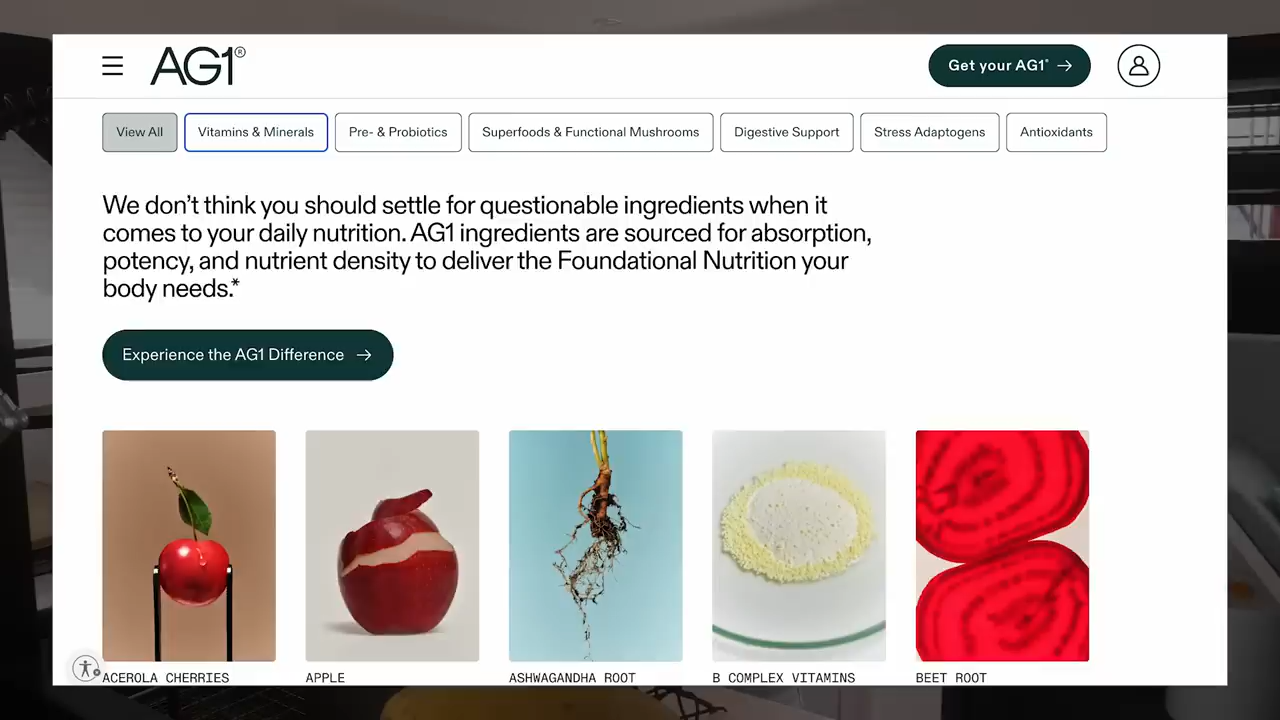 AG1®
Get your AG1* →
View All
Vitamins & Minerals
Pre- & Probiotics
Superfoods & Functional Mushrooms
Digestive Support
Stress Adaptogens
Antioxidants
We don't think you should settle for questionable ingredients when it
comes to your daily nutrition. AG1 ingredients are sourced for absorption,
potency, and nutrient density to deliver the Foundational Nutrition your
body needs.*
Experience the AG1 Difference →
ACEROLA CHERRIES
APPLE
ASHWAGANDHA ROOT
B COMPLEX VITAMINS
BEET ROOT